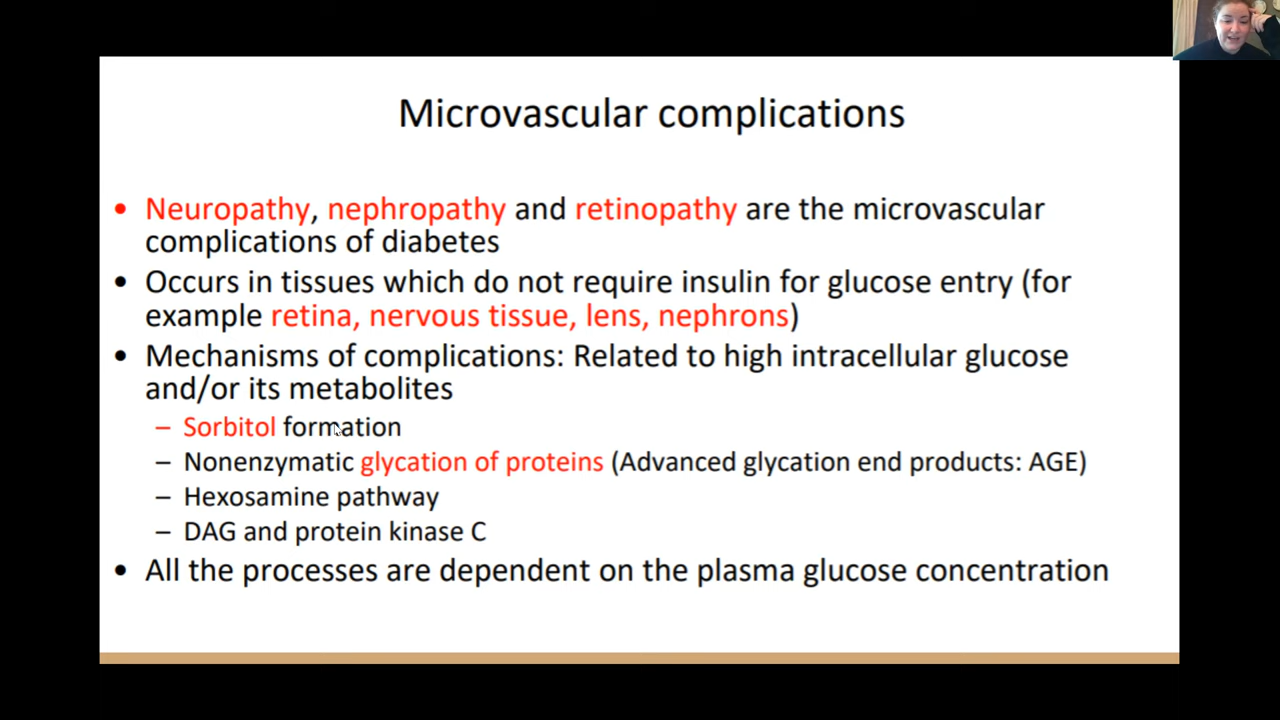 Microvascular complications
• Neuropathy, nephropathy and retinopathy are the microvascular
complications of diabetes
• Occurs in tissues which do not require insulin for glucose entry (for
example retina, nervous tissue, lens, nephrons)
• Mechanisms of complications: Related to high intracellular glucose
and/or its metabolites
– Sorbitol formation
– Nonenzymatic glycation of proteins (Advanced glycation end products: AGE)
– Hexosamine pathway
– DAG and protein kinase C
• All the processes are dependent on the plasma glucose concentration